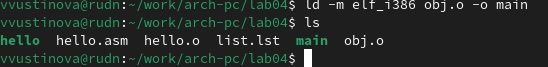 vvustinova@rudn:~/work/arch-pc/lab04$ ld -m elf_i386 obj.o -o main
vvustinova@rudn:~/work/arch-pc/lab04$ ls
hello  hello.asm  hello.o  list.lst  main  obj.o
vvustinova@rudn:~/work/arch-pc/lab04$